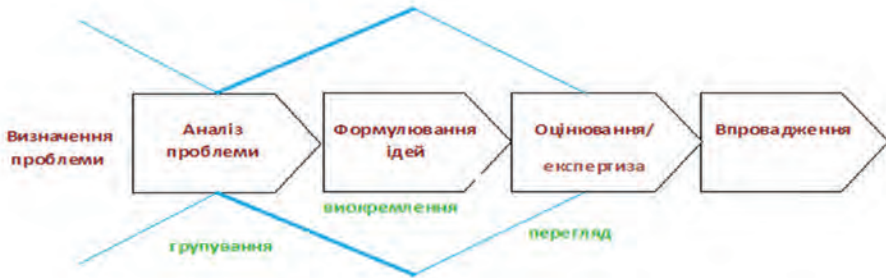 Визначення
проблеми
Аналіз
проблеми
Формулювання
ідей
Оцінювання/
експертиза
Впровадження
виокремлення
групування
перегляд